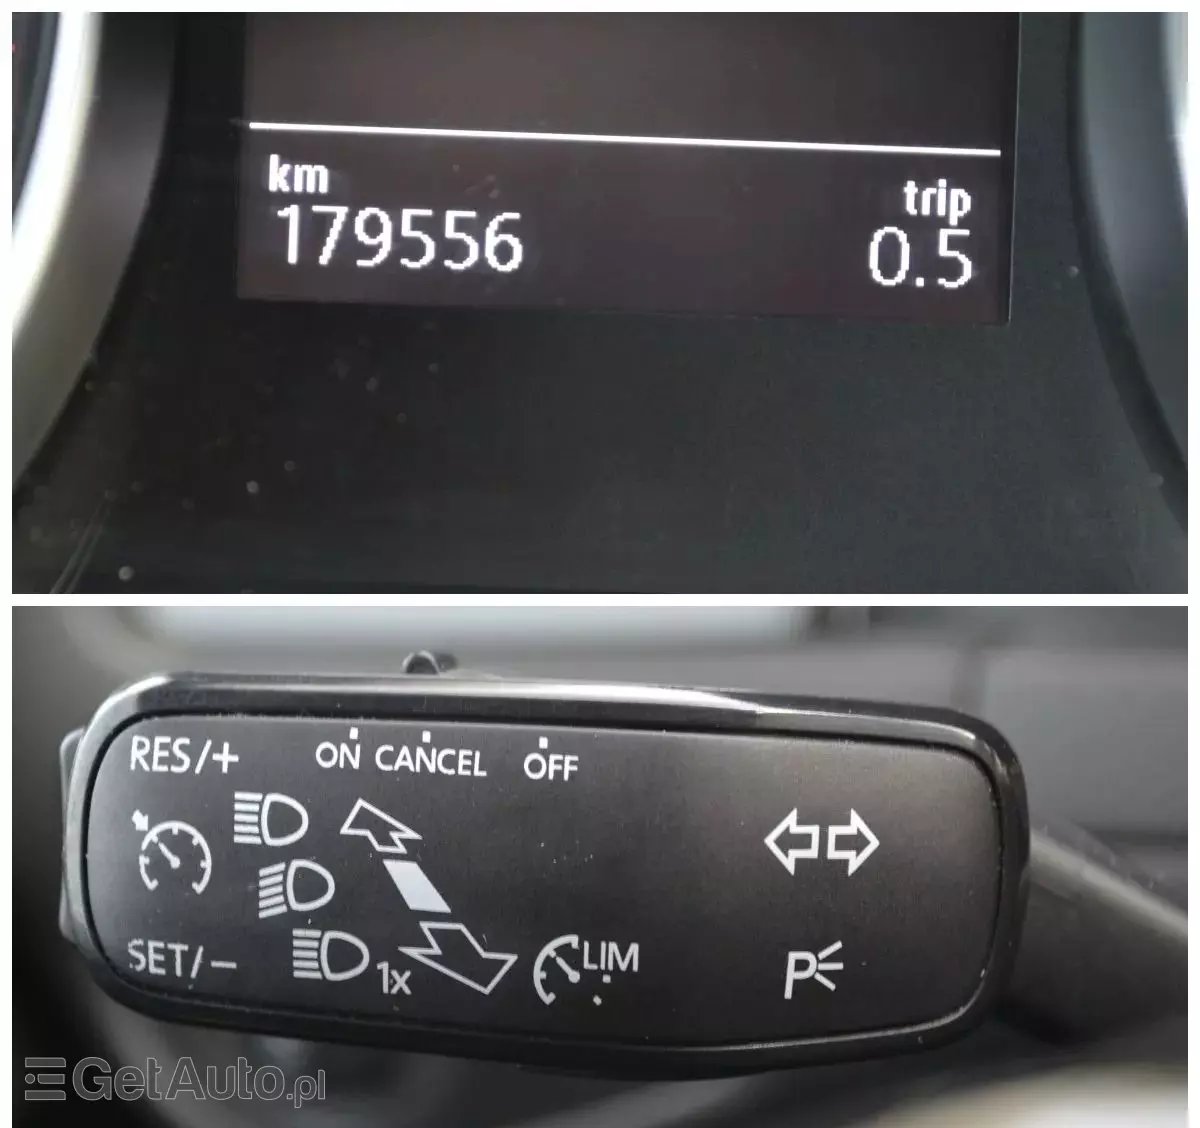 km trip
179556 0.5
RES/+ ON CANCEL OFF
SET/- 1x LIM P
GetAuto.pl